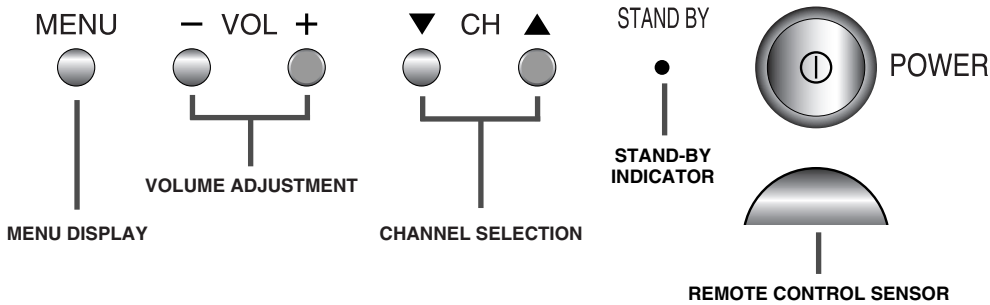 MENU
− VOL +
▼ CH ▲
STAND BY
POWER
STAND-BY
INDICATOR
VOLUME ADJUSTMENT
MENU DISPLAY
CHANNEL SELECTION
REMOTE CONTROL SENSOR